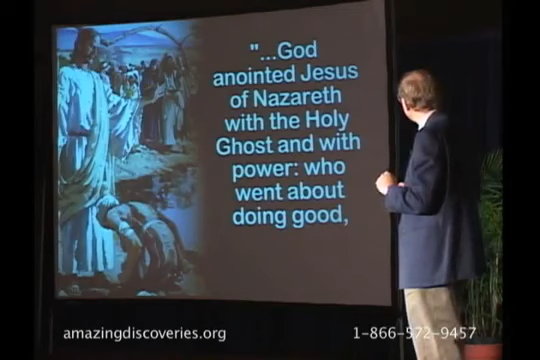 "...God
anointed Jesus
of Nazareth
with the Holy
Ghost and with
power: who
went about
doing good,
amazingdiscoveries.org
1-866-572-9457